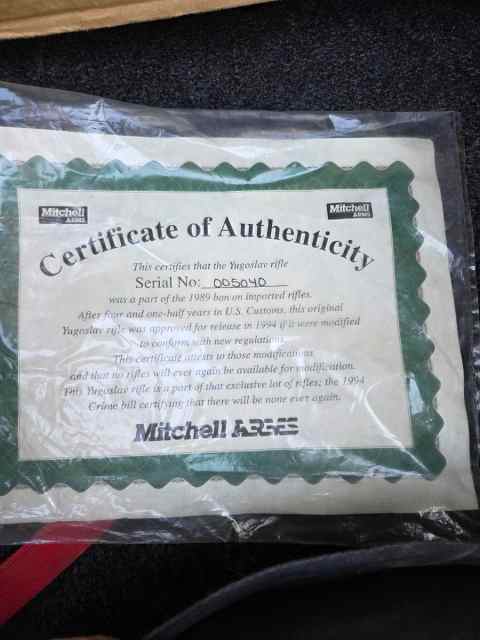 Mitchell ARMS
Mitchell ARMS
Certificate of Authenticity
This certifies that the Yugoslav rifle
Serial No: 005040
was a part of the 1989 ban on imported rifles.
After four and one-half years in U.S. Customs, this original
Yugoslav rifle was approved for release in 1994 if it were modified
to conform with new regulations.
This certificate attests to those modifications
and that no rifles will ever again be available for modification.
This Yugoslav rifle is a part of that exclusive lot of rifles; the 1994
Crime bill certifying that there will be none ever again.
Mitchell ARMS